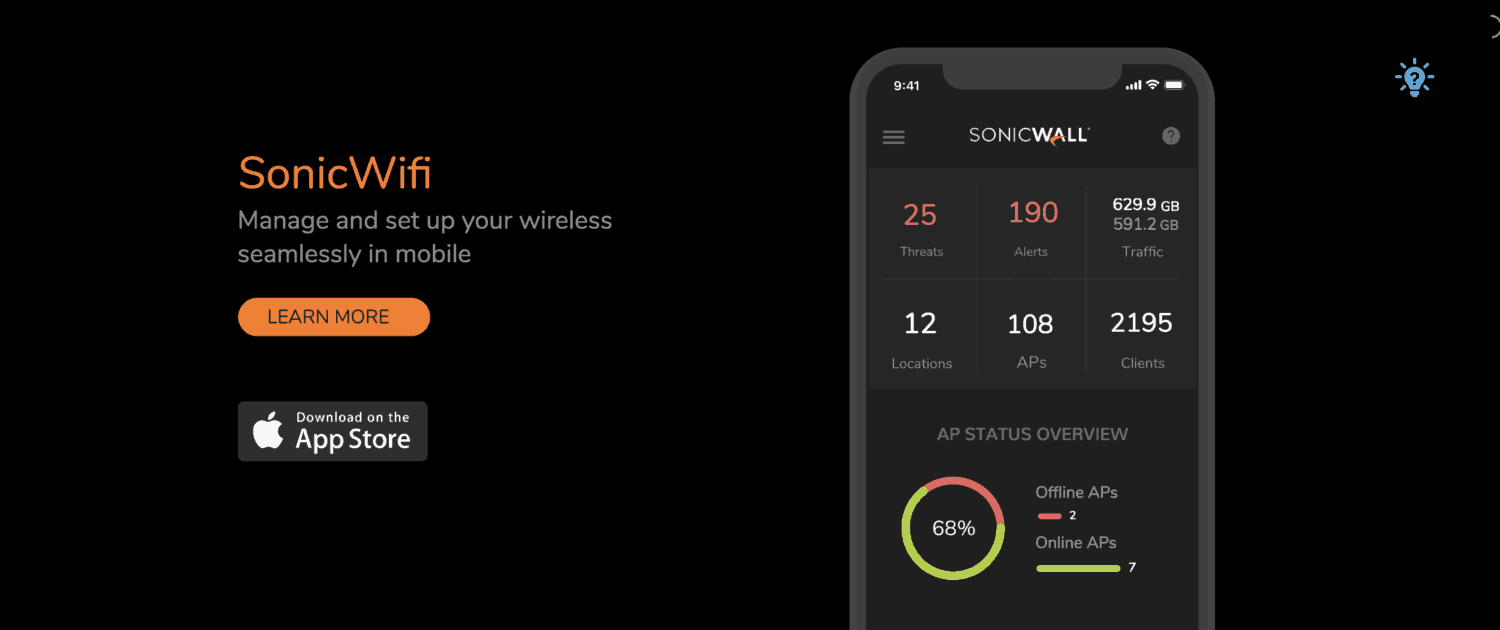 SonicWifi
Manage and set up your wireless
seamlessly in mobile
LEARN MORE
Download on the
App Store
9:41
SONICWALL
?
?
25
Threats
190
Alerts
629.9 GB
591.2 GB
Traffic
12
Locations
108
APs
2195
Clients
AP STATUS OVERVIEW
68%
Offline APs
2
Online APs
7